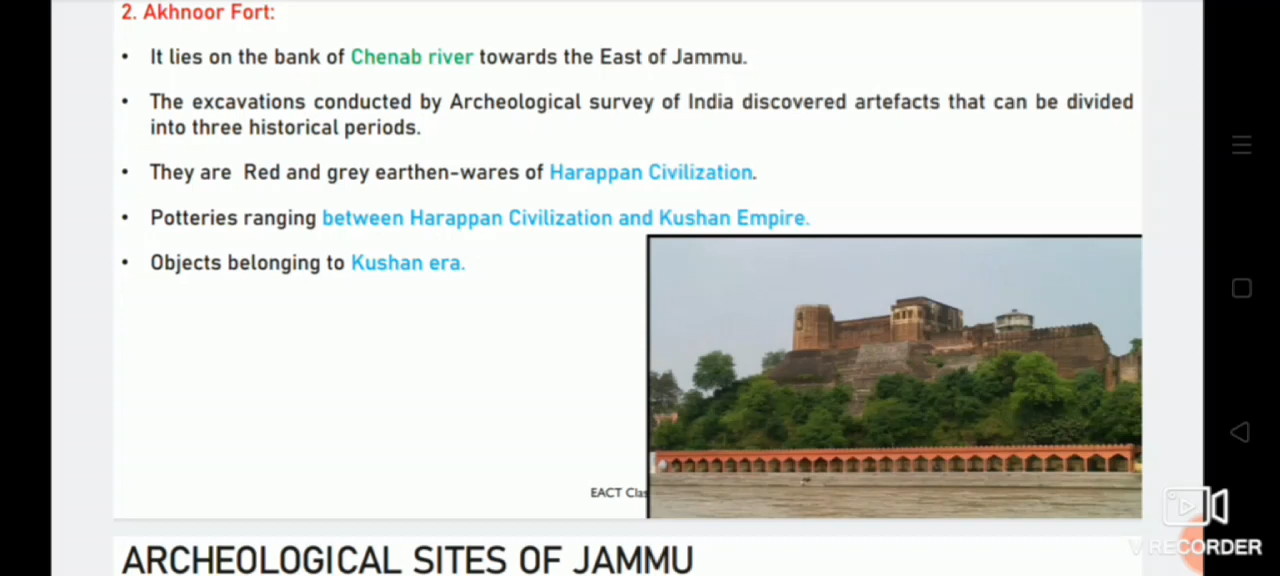 2. Akhnoor Fort:
• It lies on the bank of Chenab river towards the East of Jammu.
• The excavations conducted by Archeological survey of India discovered artefacts that can be divided
into three historical periods.
• They are Red and grey earthen-wares of Harappan Civilization.
• Potteries ranging between Harappan Civilization and Kushan Empire.
• Objects belonging to Kushan era.
EACT Clas
V RECORDER
ARCHEOLOGICAL SITES OF JAMMU